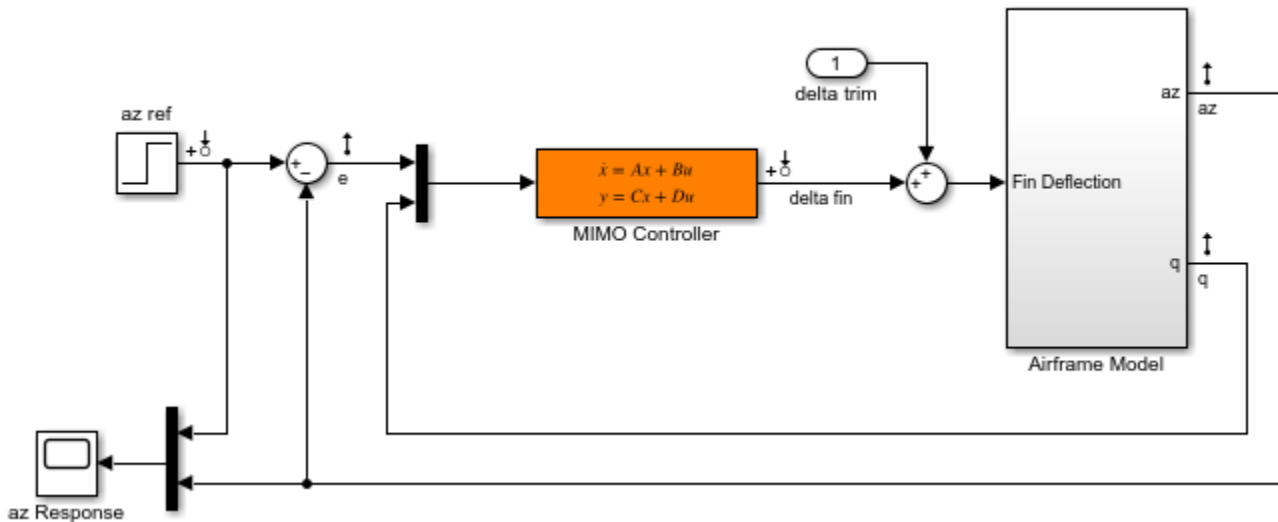 1
delta trim
az ref
+
+
−
e
ẋ = Ax + Bu
y = Cx + Du
MIMO Controller
+
delta fin
+
+
Fin Deflection
az
az
q
q
Airframe Model
az Response